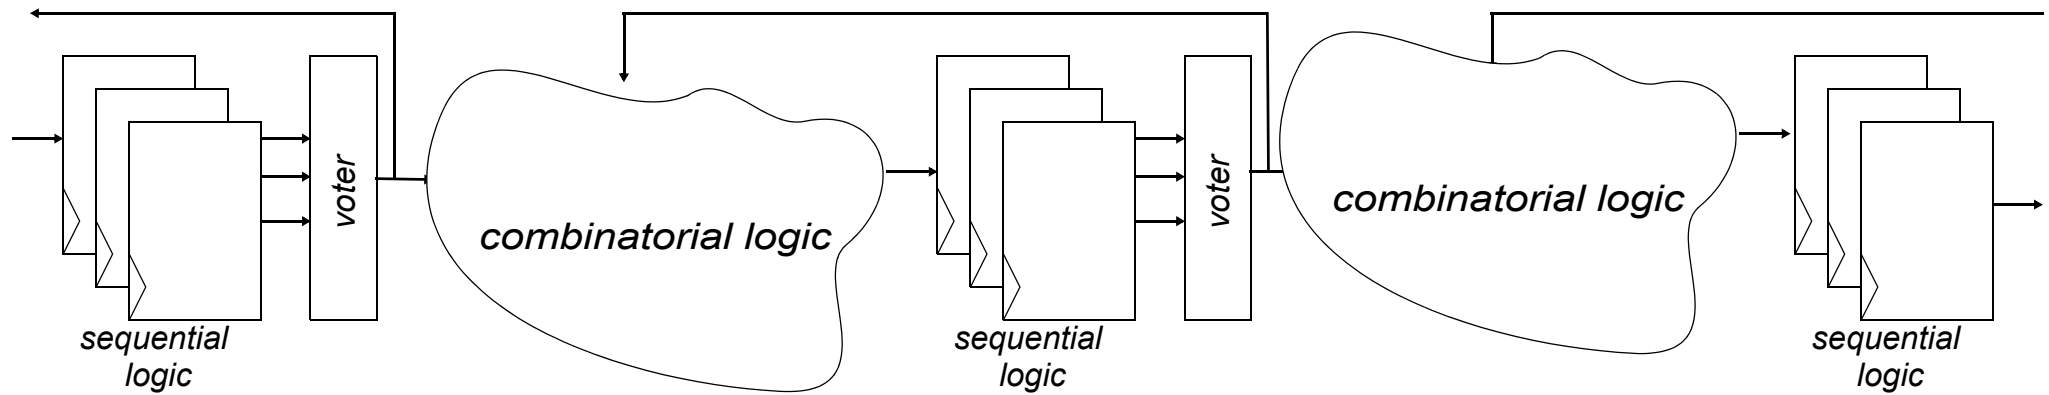 voter
combinatorial logic
voter
combinatorial logic
sequential
logic
sequential
logic
sequential
logic